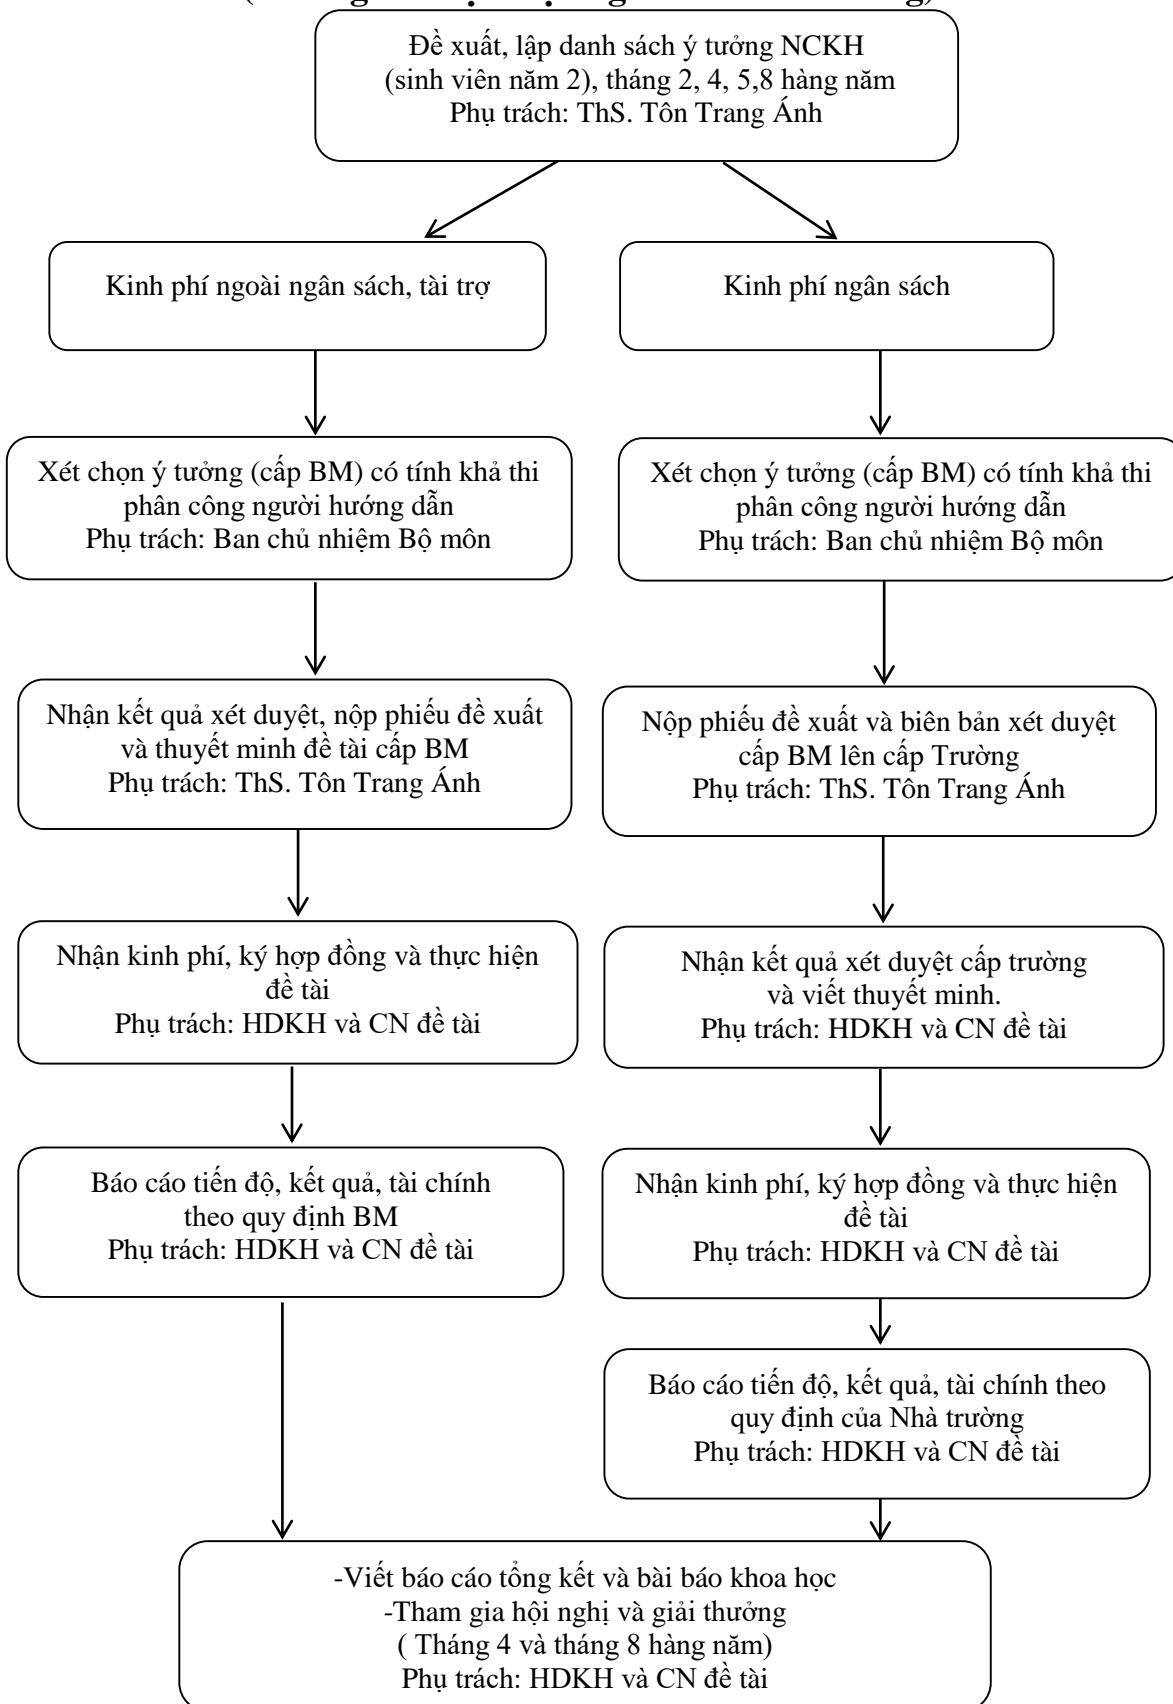 Đề xuất, lập danh sách ý tưởng NCKH
(sinh viên năm 2), tháng 2, 4, 5,8 hàng năm
Phụ trách: ThS. Tôn Trang Ánh
Kinh phí ngoài ngân sách, tài trợ
Kinh phí ngân sách
Xét chọn ý tưởng (cấp BM) có tính khả thi
phân công người hướng dẫn
Phụ trách: Ban chủ nhiệm Bộ môn
Xét chọn ý tưởng (cấp BM) có tính khả thi
phân công người hướng dẫn
Phụ trách: Ban chủ nhiệm Bộ môn
Nhận kết quả xét duyệt, nộp phiếu đề xuất
và thuyết minh đề tài cấp BM
Phụ trách: ThS. Tôn Trang Ánh
Nộp phiếu đề xuất và biên bản xét duyệt
cấp BM lên cấp Trường
Phụ trách: ThS. Tôn Trang Ánh
Nhận kinh phí, ký hợp đồng và thực hiện
đề tài
Phụ trách: HDKH và CN đề tài
Nhận kết quả xét duyệt cấp trường
và viết thuyết minh.
Phụ trách: HDKH và CN đề tài
Báo cáo tiến độ, kết quả, tài chính
theo quy định BM
Phụ trách: HDKH và CN đề tài
Nhận kinh phí, ký hợp đồng và thực hiện
đề tài
Phụ trách: HDKH và CN đề tài
Báo cáo tiến độ, kết quả, tài chính theo
quy định của Nhà trường
Phụ trách: HDKH và CN đề tài
-Viết báo cáo tổng kết và bài báo khoa học
-Tham gia hội nghị và giải thưởng
( Tháng 4 và tháng 8 hàng năm)
Phụ trách: HDKH và CN đề tài